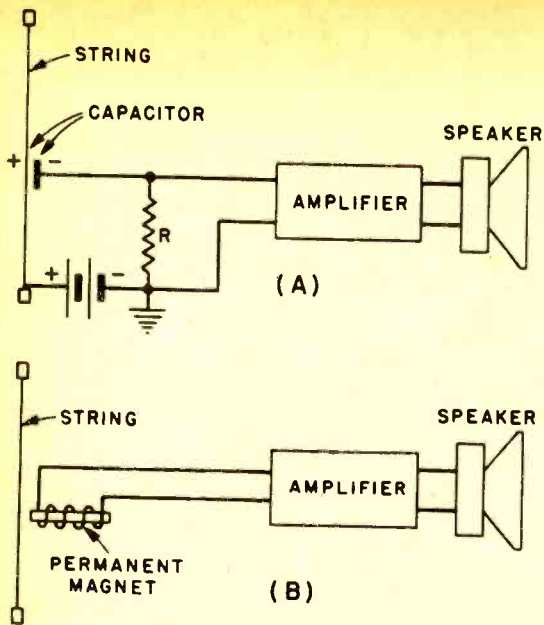 STRING
CAPACITOR
+ -
SPEAKER
AMPLIFIER
R
+ -
(A)
STRING
SPEAKER
AMPLIFIER
PERMANENT
MAGNET
(B)